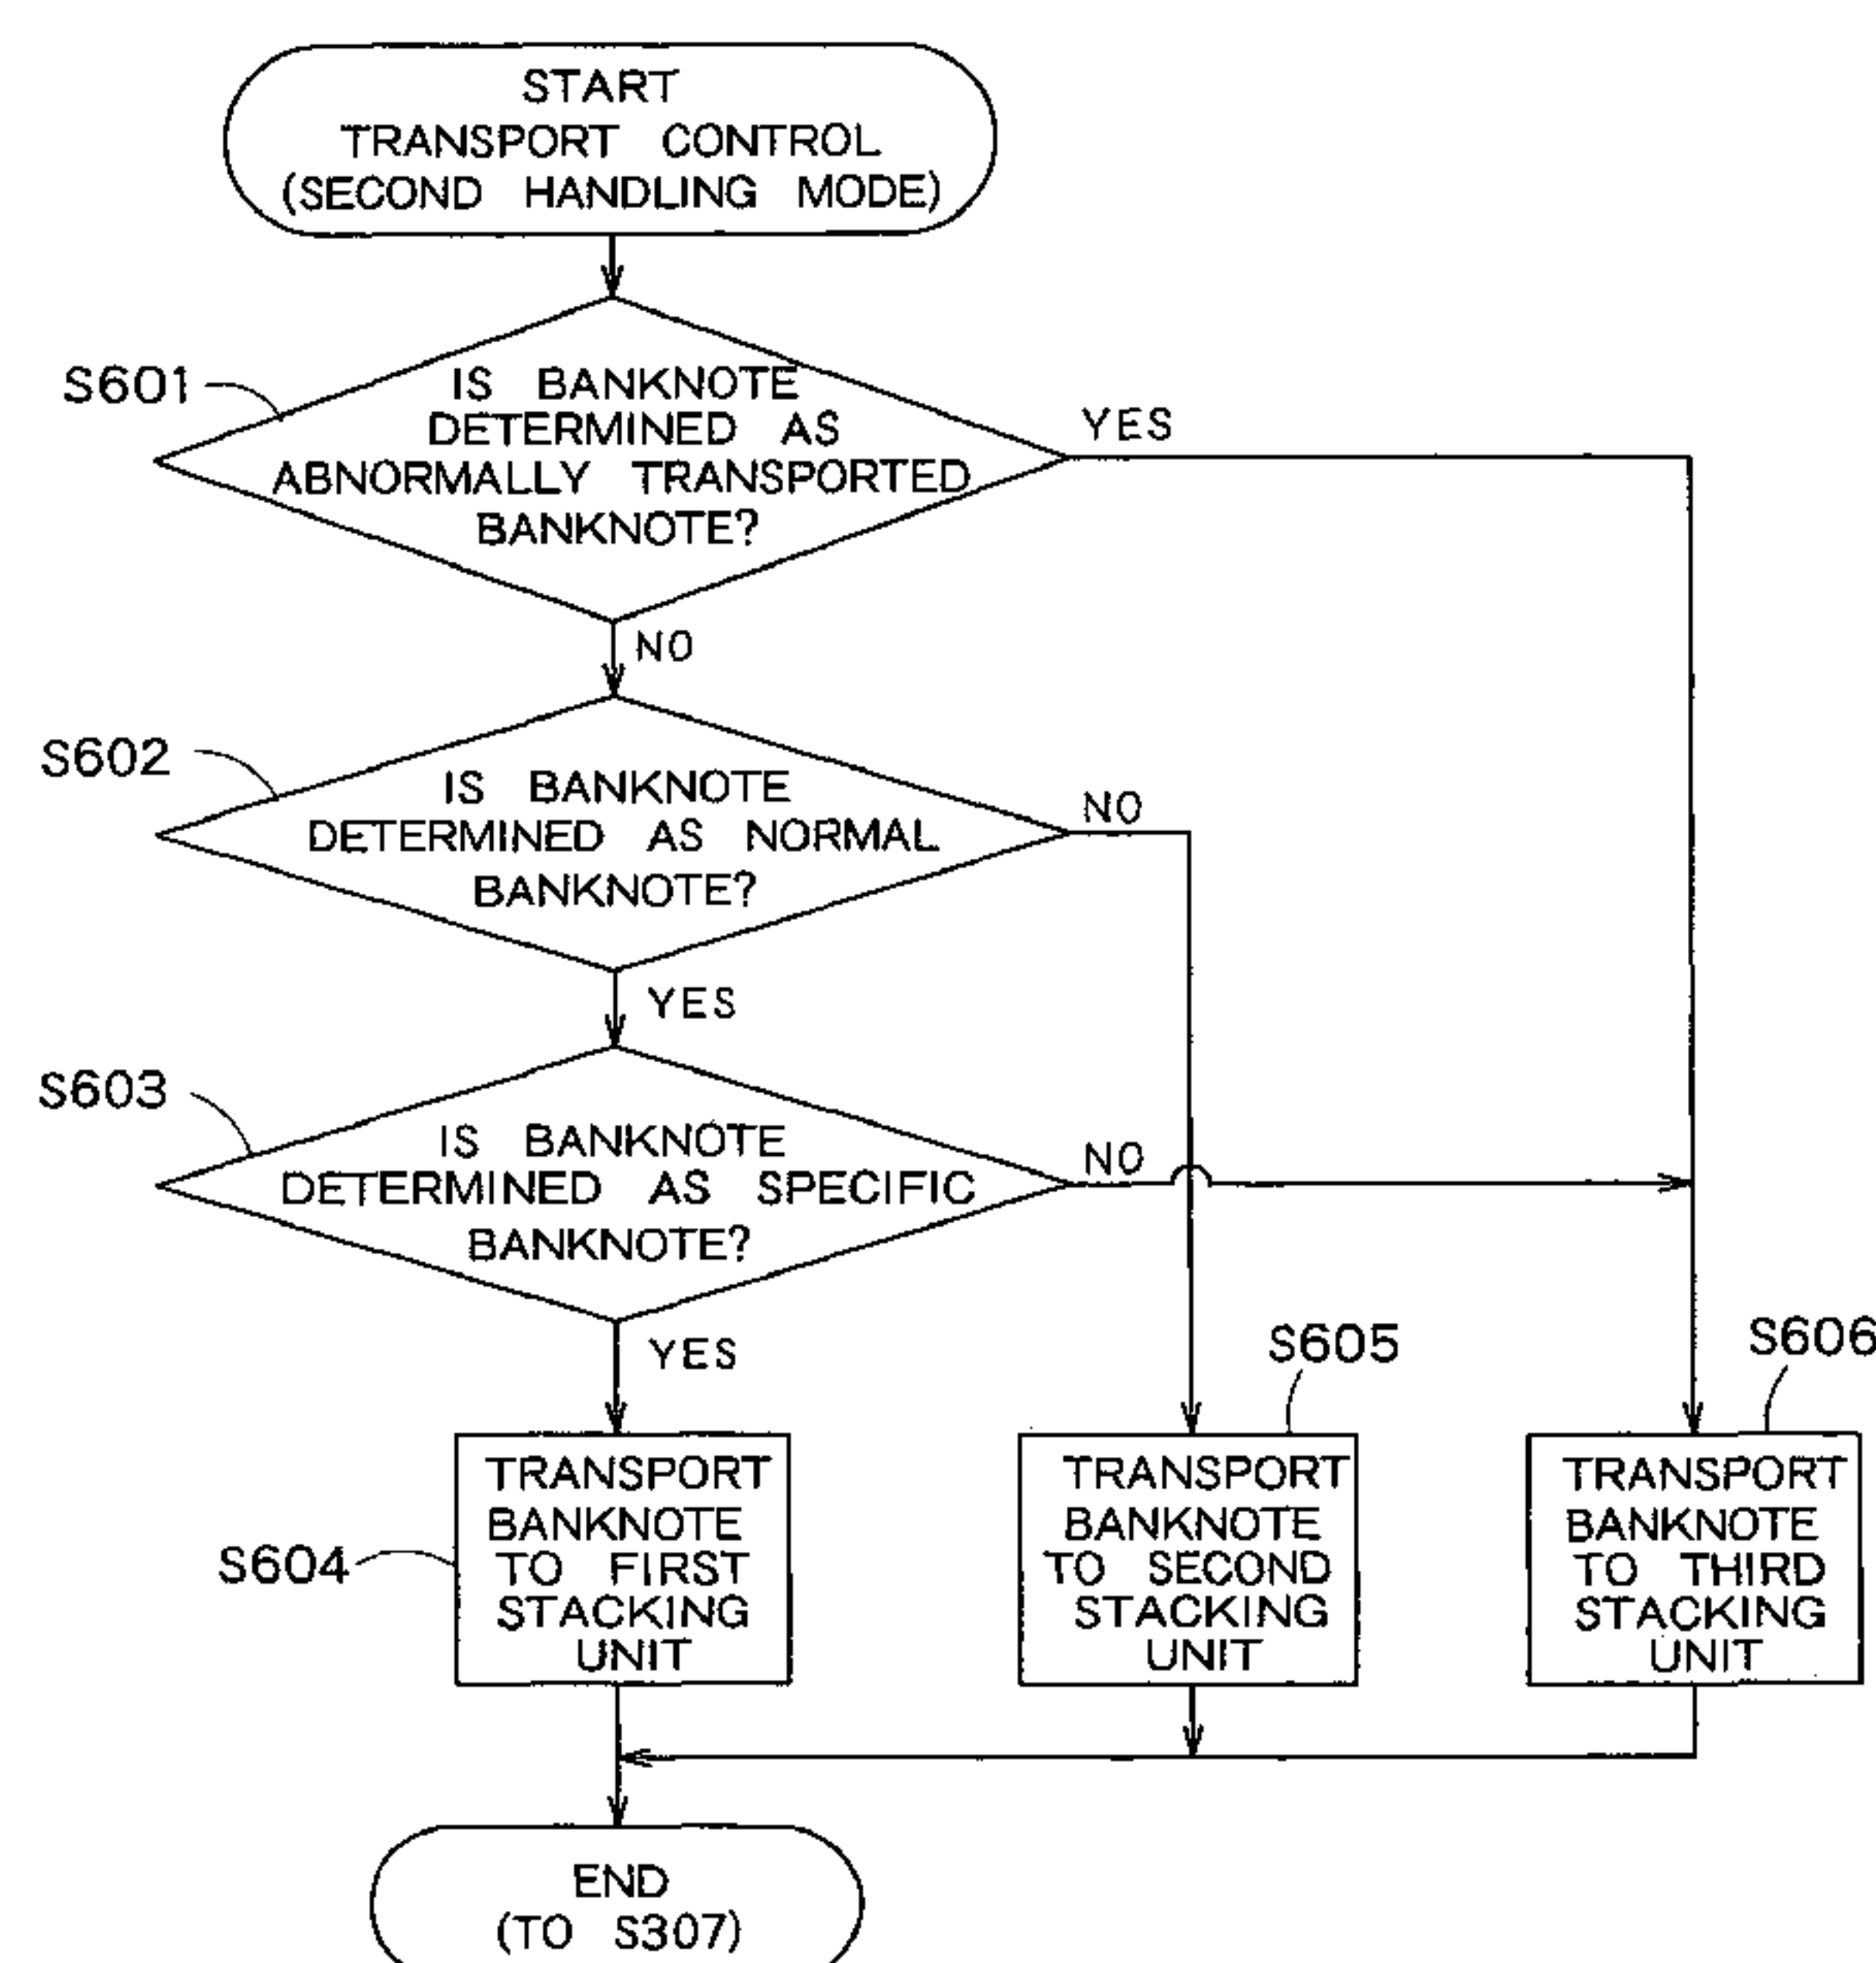 START
TRANSPORT CONTROL
(SECOND HANDLING MODE)
S601
IS BANKNOTE
DETERMINED AS
ABNORMALLY TRANSPORTED
BANKNOTE?
YES
NO
S602
IS BANKNOTE
DETERMINED AS NORMAL
BANKNOTE?
NO
YES
S603
IS BANKNOTE
DETERMINED AS SPECIFIC
BANKNOTE?
NO
YES
S604
TRANSPORT
BANKNOTE
TO FIRST
STACKING
UNIT
S605
TRANSPORT
BANKNOTE
TO SECOND
STACKING
UNIT
S606
TRANSPORT
BANKNOTE
TO THIRD
STACKING
UNIT
END
(TO S307)